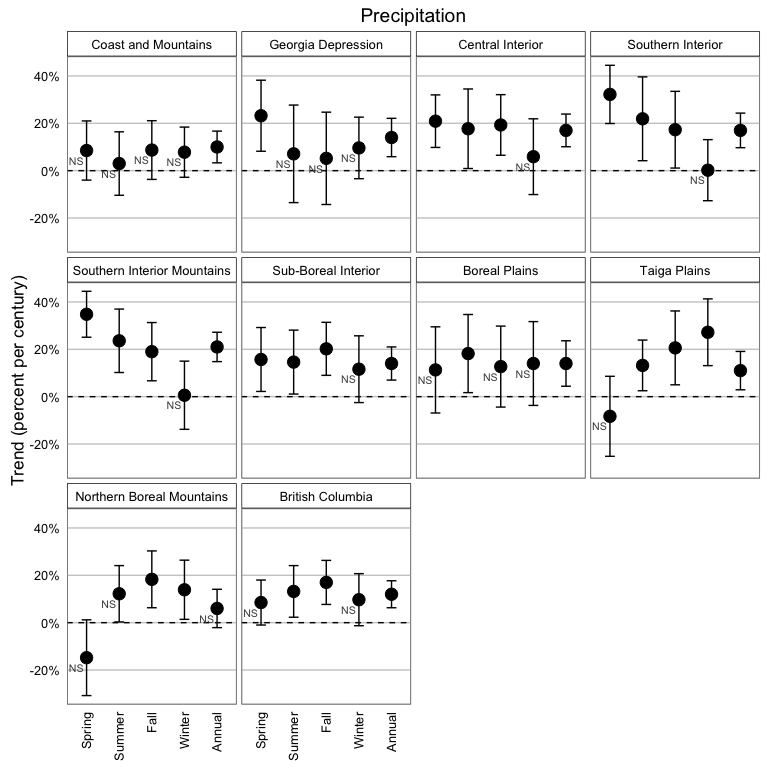 Precipitation
Coast and Mountains
Georgia Depression
Central Interior
Southern Interior
40%
20%
0%
-20%
NS
NS
NS
NS
NS
NS
NS
NS
NS
Southern Interior Mountains
Sub-Boreal Interior
Boreal Plains
Taiga Plains
40%
20%
0%
-20%
NS
NS
NS
NS
NS
NS
Northern Boreal Mountains
British Columbia
40%
20%
0%
-20%
NS
NS
NS
NS
NS
Trend (percent per century)
Spring
Summer
Fall
Winter
Annual
Spring
Summer
Fall
Winter
Annual